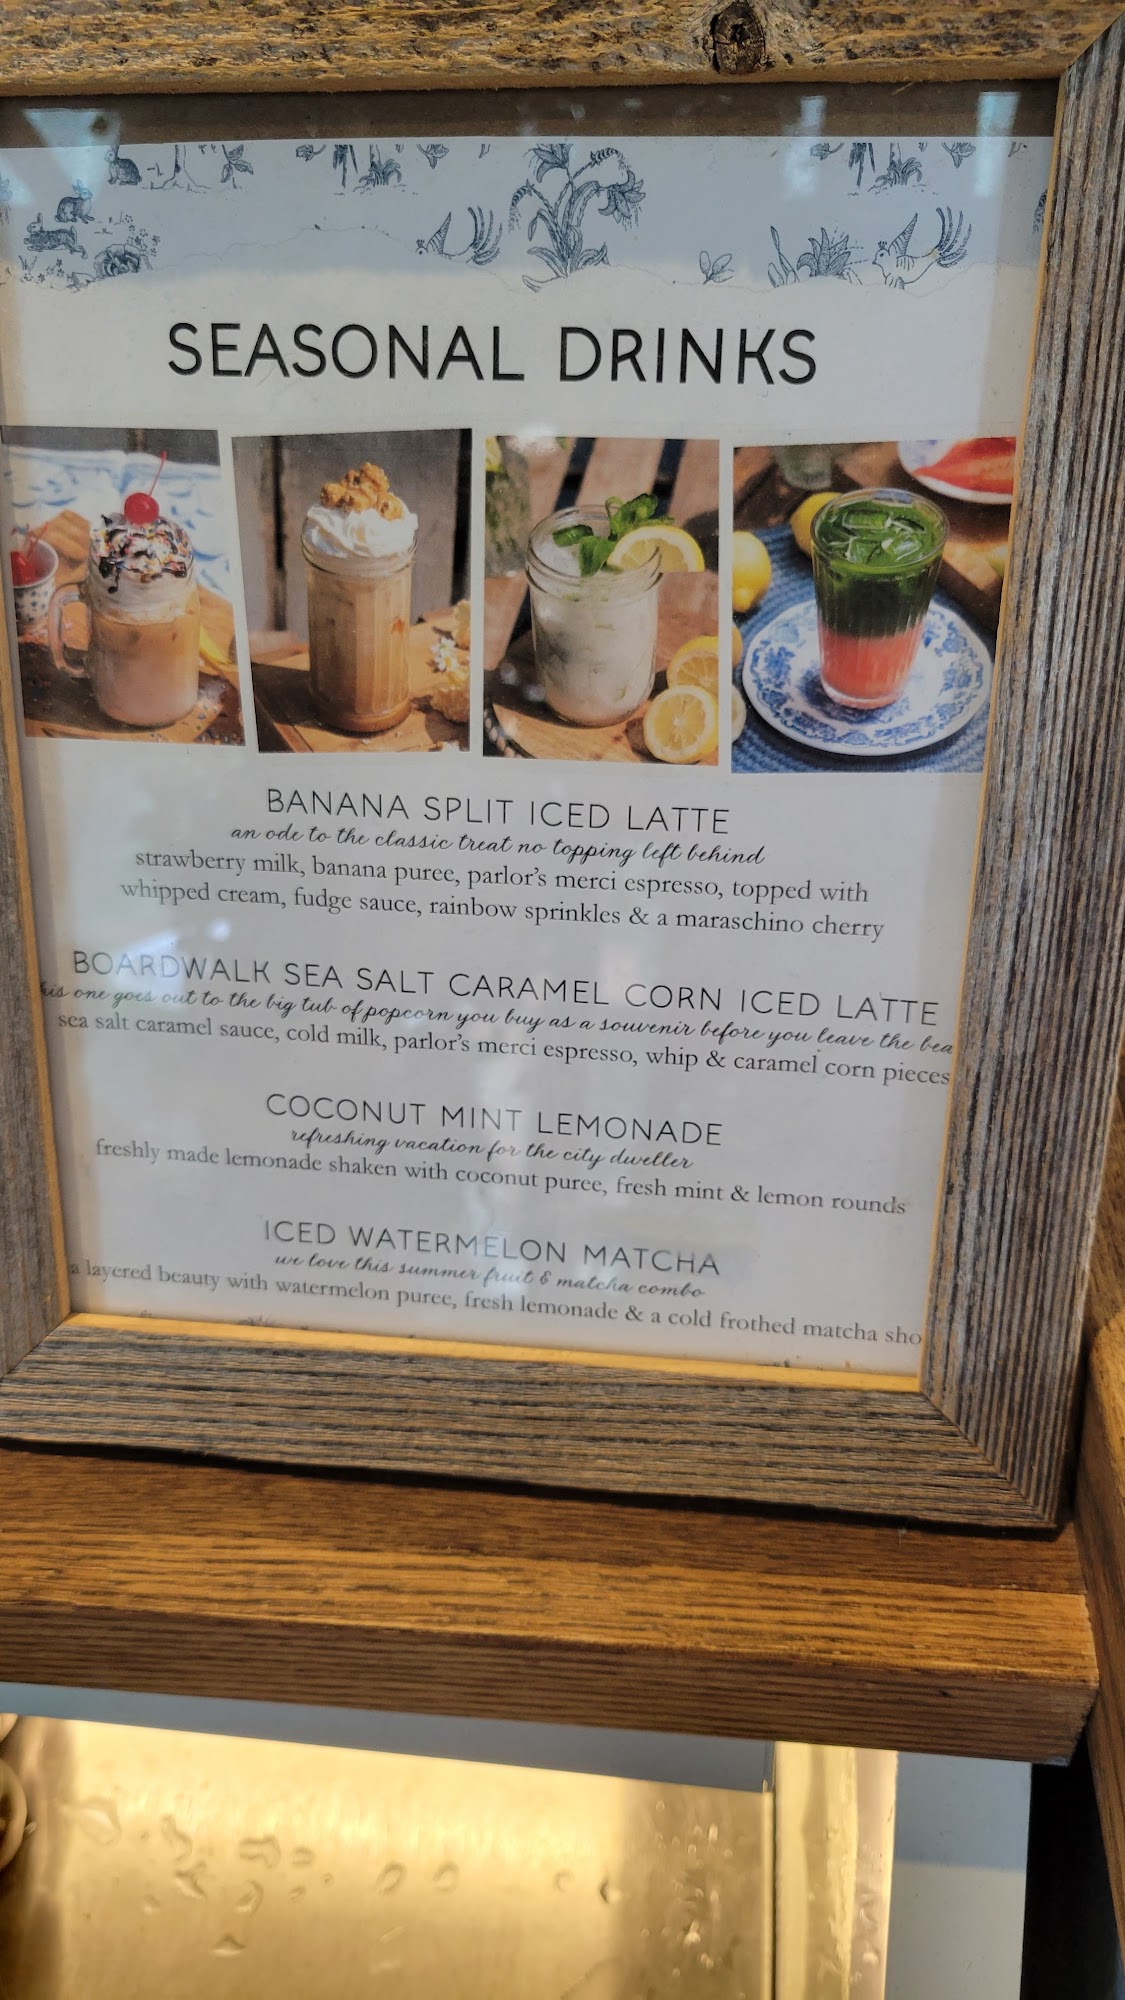 SEASONAL DRINKS
BANANA SPLIT ICED LATTE
an ode to the classic treat no topping left behind
strawberry milk, banana puree, parlor's merci espresso, topped with
whipped cream, fudge sauce, rainbow sprinkles & a maraschino cherry
BOARDWALK SEA SALT CARAMEL CORN ICED LATTE
his one goes out to the big tub of popcorn you buy as a souvenir before you leave the bea
sea salt caramel sauce, cold milk, parlor's merci espresso, whip & caramel corn pieces
COCONUT MINT LEMONADE
refreshing vacation for the city dweller
freshly made lemonade shaken with coconut puree, fresh mint & lemon rounds
ICED WATERMELON MATCHA
we love this summer fruit & matcha combo
a layered beauty with watermelon puree, fresh lemonade & a cold frothed matcha sho